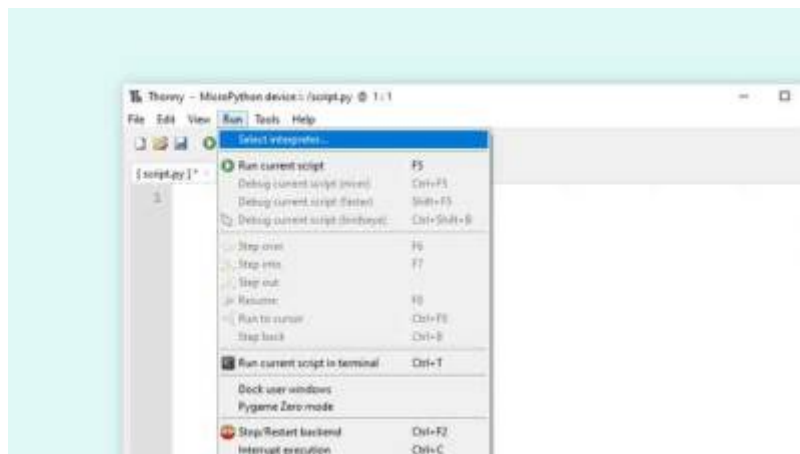 Thonny - MicroPython device :: /script.py @ 1 : 1
File Edit View Run Tools Help
Select interpreter...
[ script.py ] *
Run current script F5
Debug current script (nicer) Ctrl+F5
Debug current script (faster) Shift+F5
Debug current script (birdseye) Ctrl+Shift+B
1
Step over F6
Step into F7
Step out
Resume F8
Run to cursor Ctrl+F8
Step back Ctrl+B
Run current script in terminal Ctrl+T
Dock user windows
Pygame Zero mode
Stop/Restart backend Ctrl+F2
Interrupt execution Ctrl+C